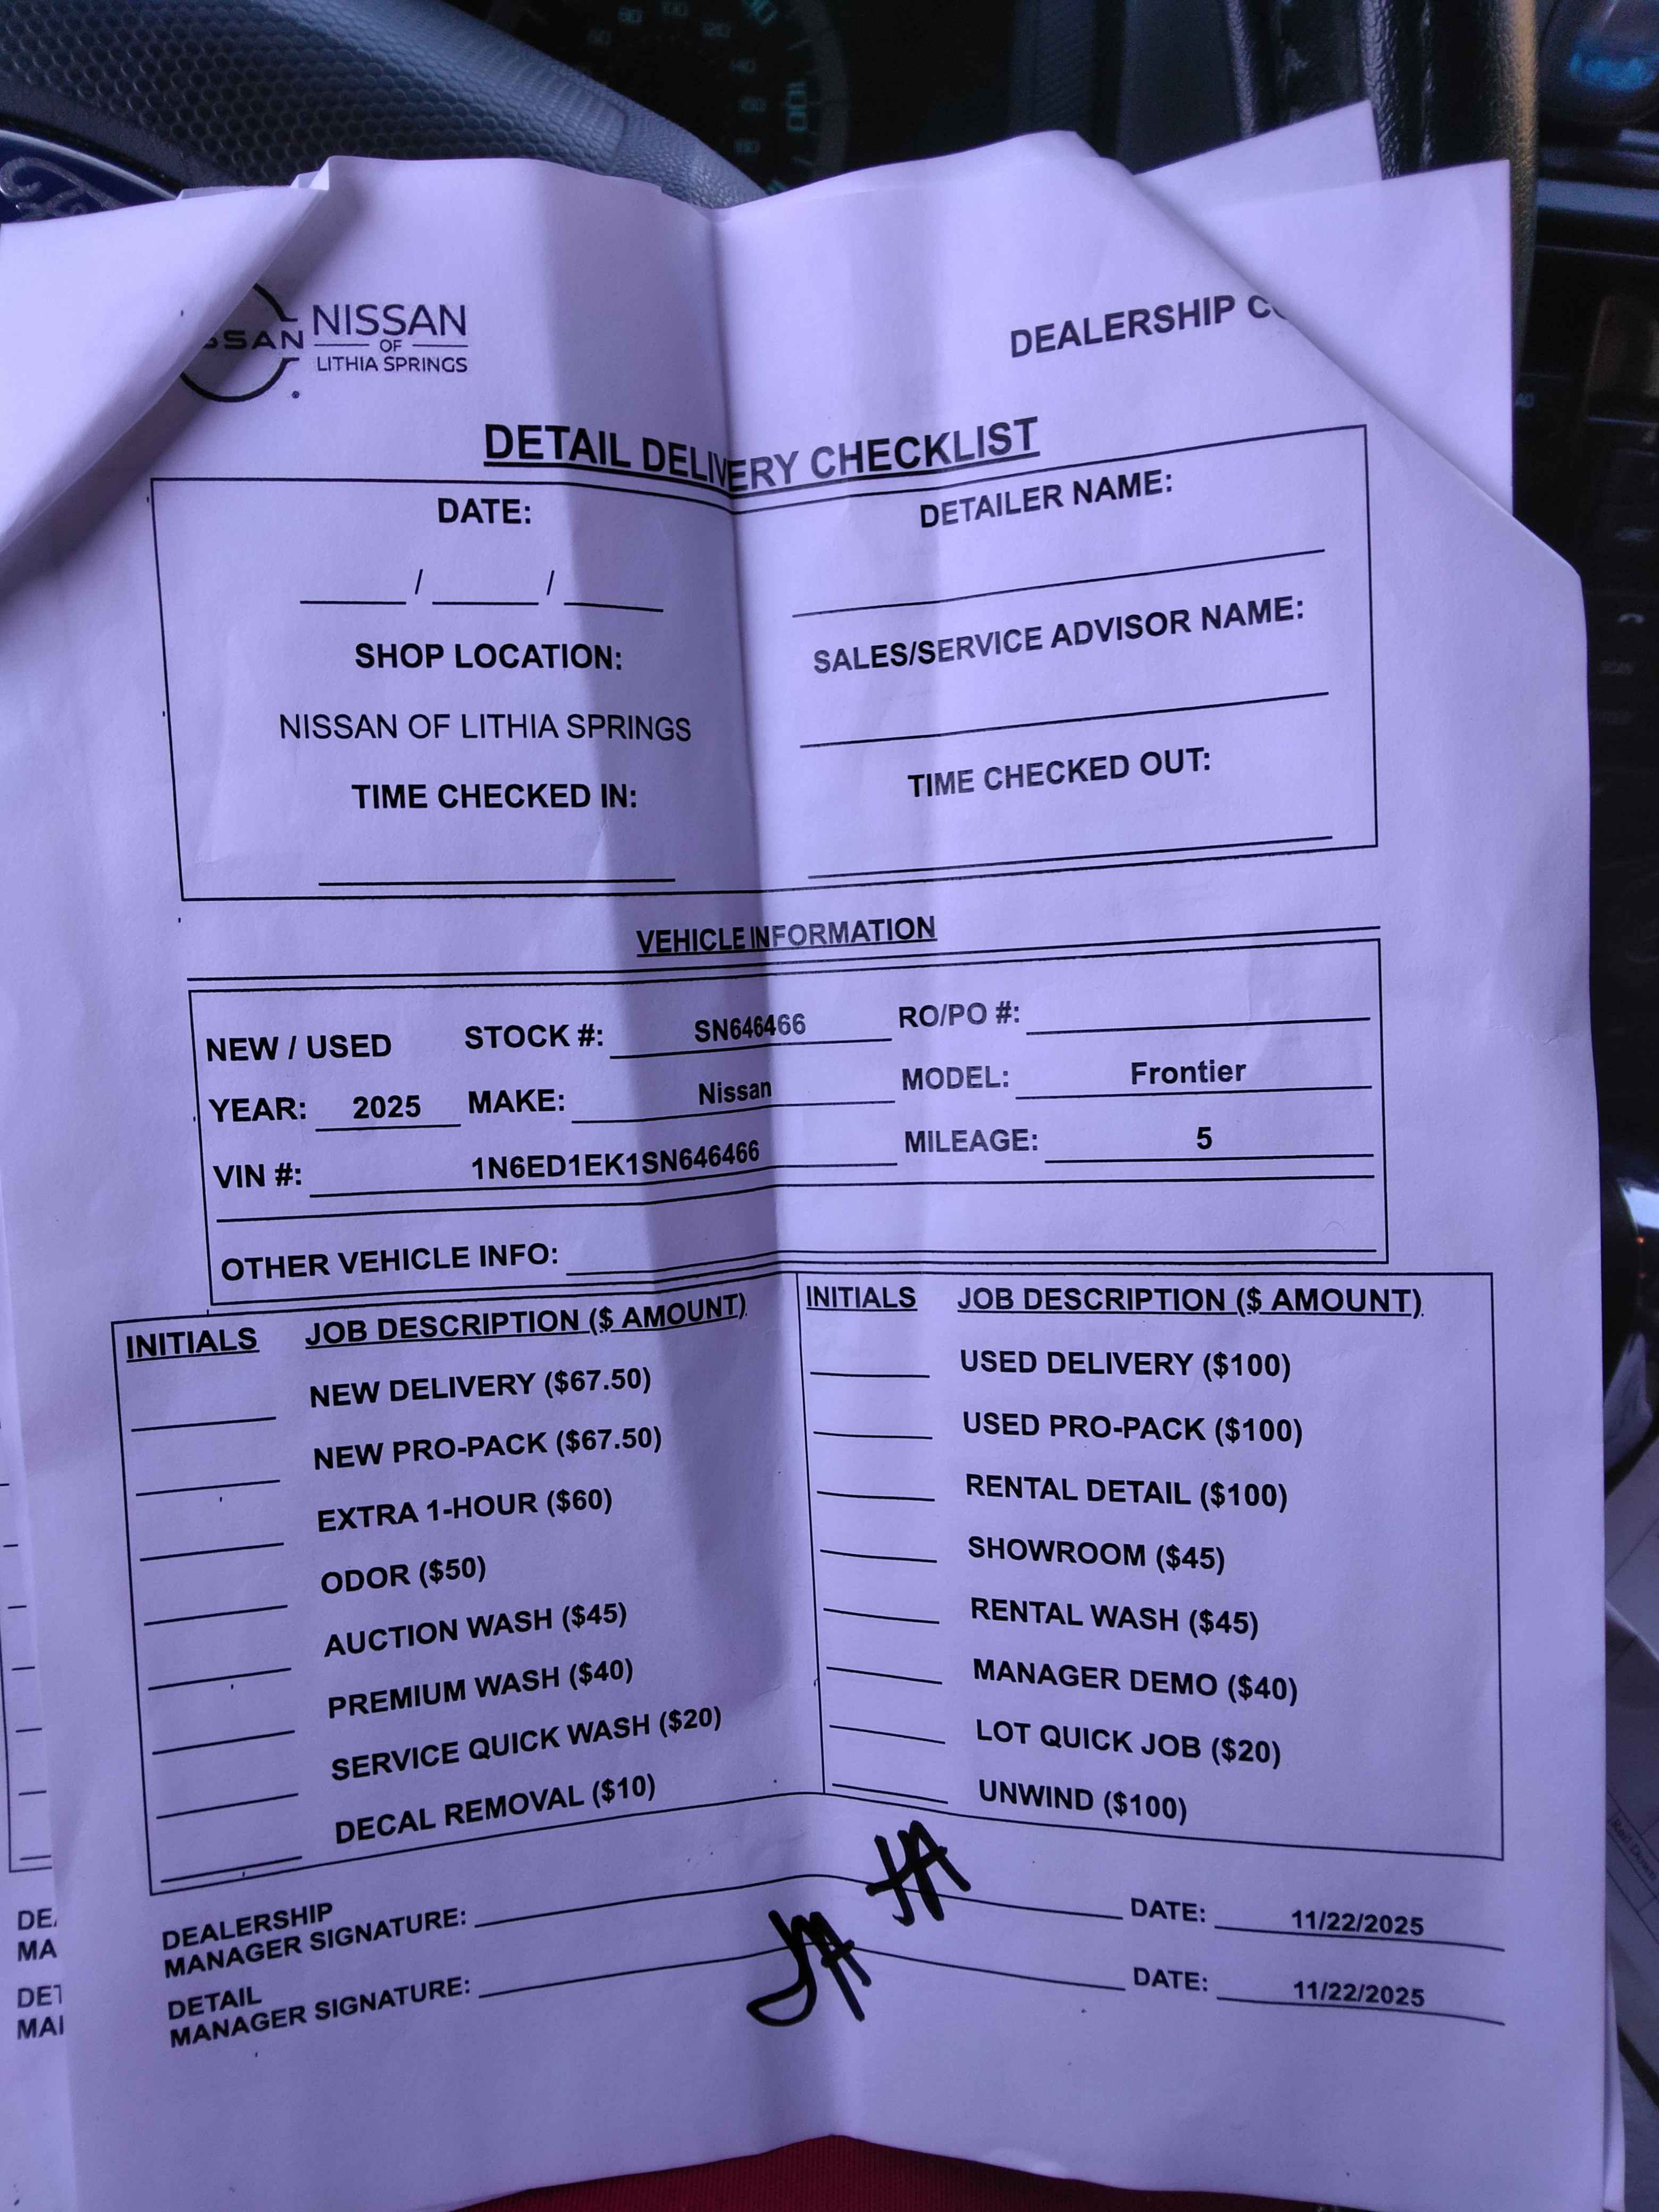 NISSAN
OF
LITHIA SPRINGS
DEALERSHIP
DETAIL DELIVERY CHECKLIST
DATE:
DETAILER NAME:
____ / ____ / ____
SHOP LOCATION:
SALES/SERVICE ADVISOR NAME:
NISSAN OF LITHIA SPRINGS
TIME CHECKED IN:
TIME CHECKED OUT:
VEHICLE INFORMATION
NEW / USED STOCK #: SN646466 RO/PO #:
YEAR: 2025 MAKE: Nissan MODEL: Frontier
VIN #: 1N6ED1EK1SN646466 MILEAGE: 5
OTHER VEHICLE INFO:
INITIALS JOB DESCRIPTION ($ AMOUNT)
NEW DELIVERY ($67.50)
NEW PRO-PACK ($67.50)
EXTRA 1-HOUR ($60)
ODOR ($50)
AUCTION WASH ($45)
PREMIUM WASH ($40)
SERVICE QUICK WASH ($20)
DECAL REMOVAL ($10)
INITIALS JOB DESCRIPTION ($ AMOUNT)
USED DELIVERY ($100)
USED PRO-PACK ($100)
RENTAL DETAIL ($100)
SHOWROOM ($45)
RENTAL WASH ($45)
MANAGER DEMO ($40)
LOT QUICK JOB ($20)
UNWIND ($100)
DEALERSHIP
MANAGER SIGNATURE: DATE: 11/22/2025
DETAIL
MANAGER SIGNATURE: DATE: 11/22/2025